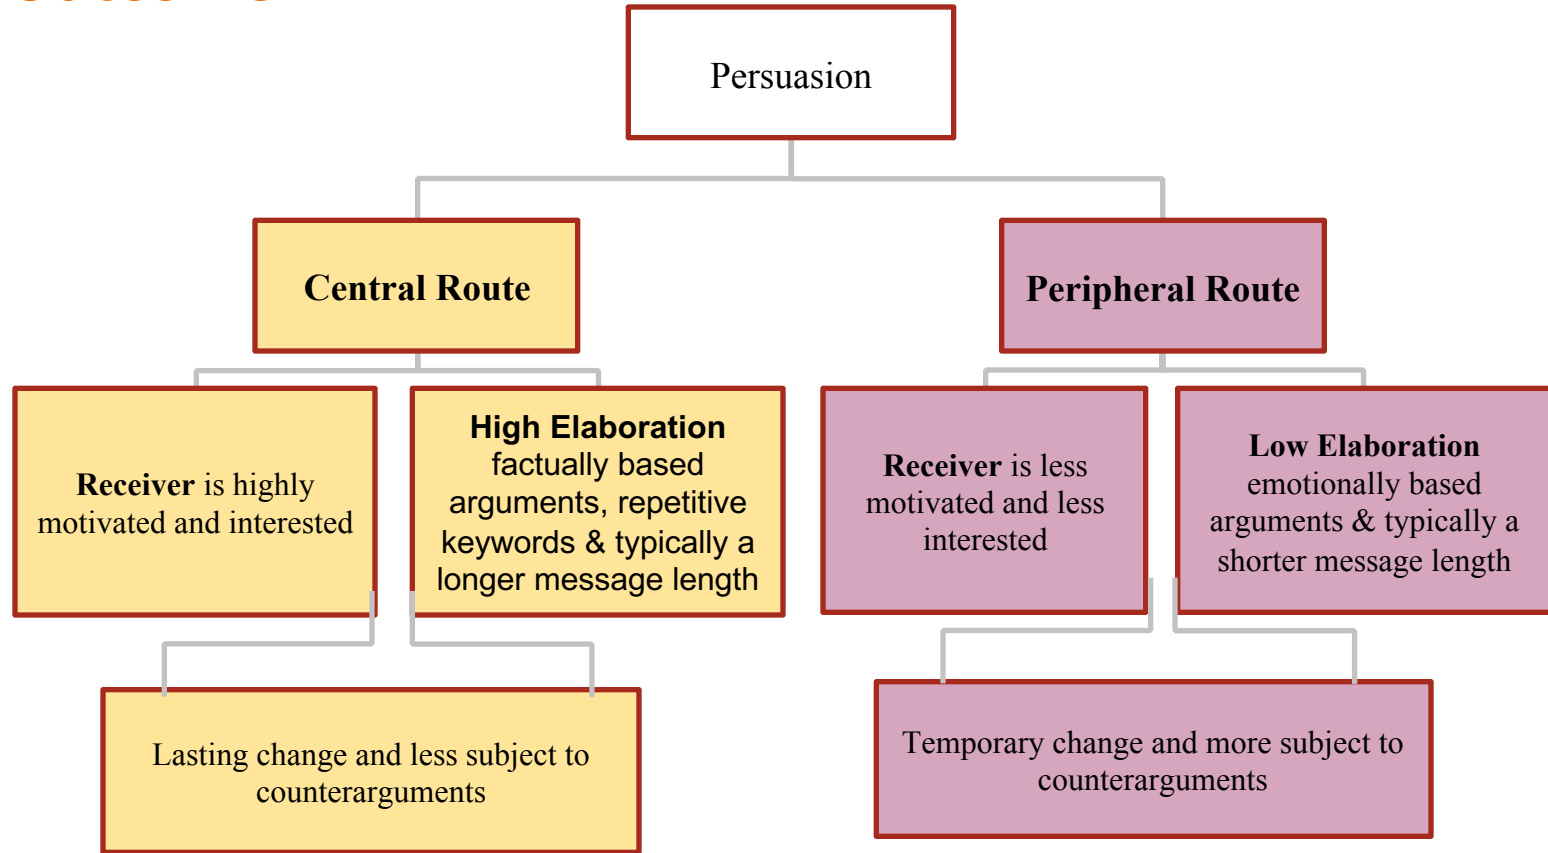 Persuasion
Central Route
Peripheral Route
Receiver is highly
motivated and interested
High Elaboration
factually based
arguments, repetitive
keywords & typically a
longer message length
Receiver is less
motivated and less
interested
Low Elaboration
emotionally based
arguments & typically a
shorter message length
Lasting change and less subject to
counterarguments
Temporary change and more subject to
counterarguments